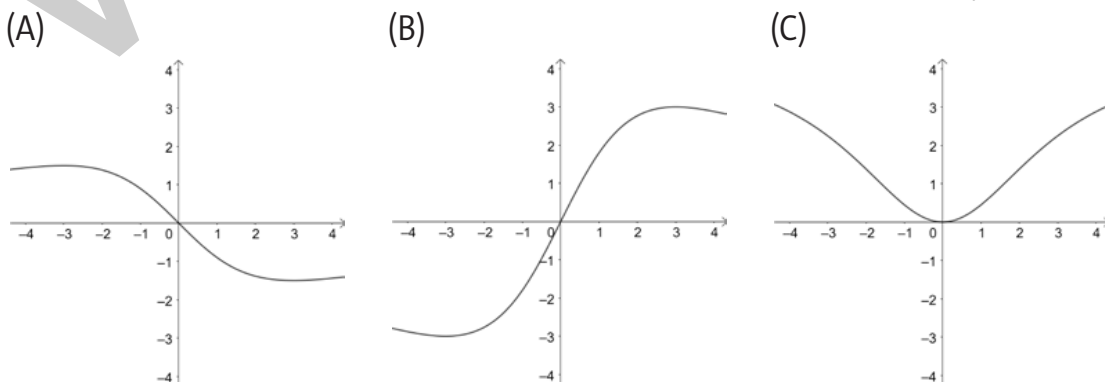 (A) (B) (C)
4 4 4
3 3 3
2 2 2
1 1 1
–4 –3 –2 –1 0 1 2 3 4 –4 –3 –2 –1 0 1 2 3 4 –4 –3 –2 –1 0 1 2 3 4
–1 –1 –1
–2 –2 –2
–3 –3 –3
–4 –4 –4